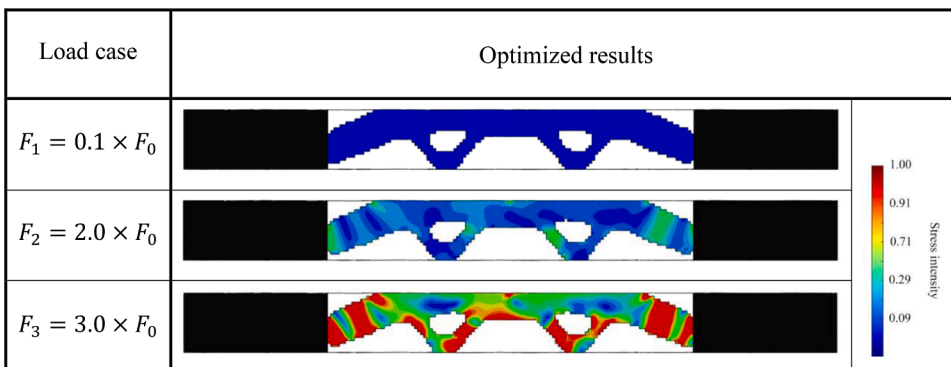 Load case
Optimized results
F₁ = 0.1 × F₀
F₂ = 2.0 × F₀
F₃ = 3.0 × F₀
1.00
0.91
0.71
0.29
0.09
Stress intensity